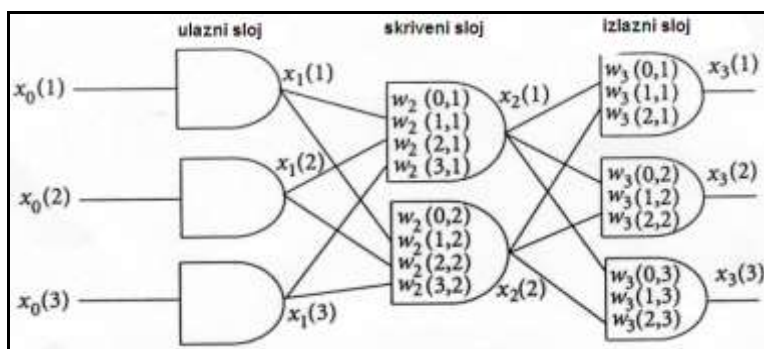 ulazni sloj
skriveni sloj
izlazni sloj
x₀(1)
x₀(2)
x₀(3)
x₁(1)
x₁(2)
x₁(3)
w₂ (0,1)
w₂ (1,1)
w₂ (2,1)
w₂ (3,1)
w₂ (0,2)
w₂ (1,2)
w₂ (2,2)
w₂ (3,2)
x₂(1)
x₂(2)
w₃ (0,1)
w₃ (1,1)
w₃ (2,1)
w₃ (0,2)
w₃ (1,2)
w₃ (2,2)
w₃ (0,3)
w₃ (1,3)
w₃ (2,3)
x₃(1)
x₃(2)
x₃(3)